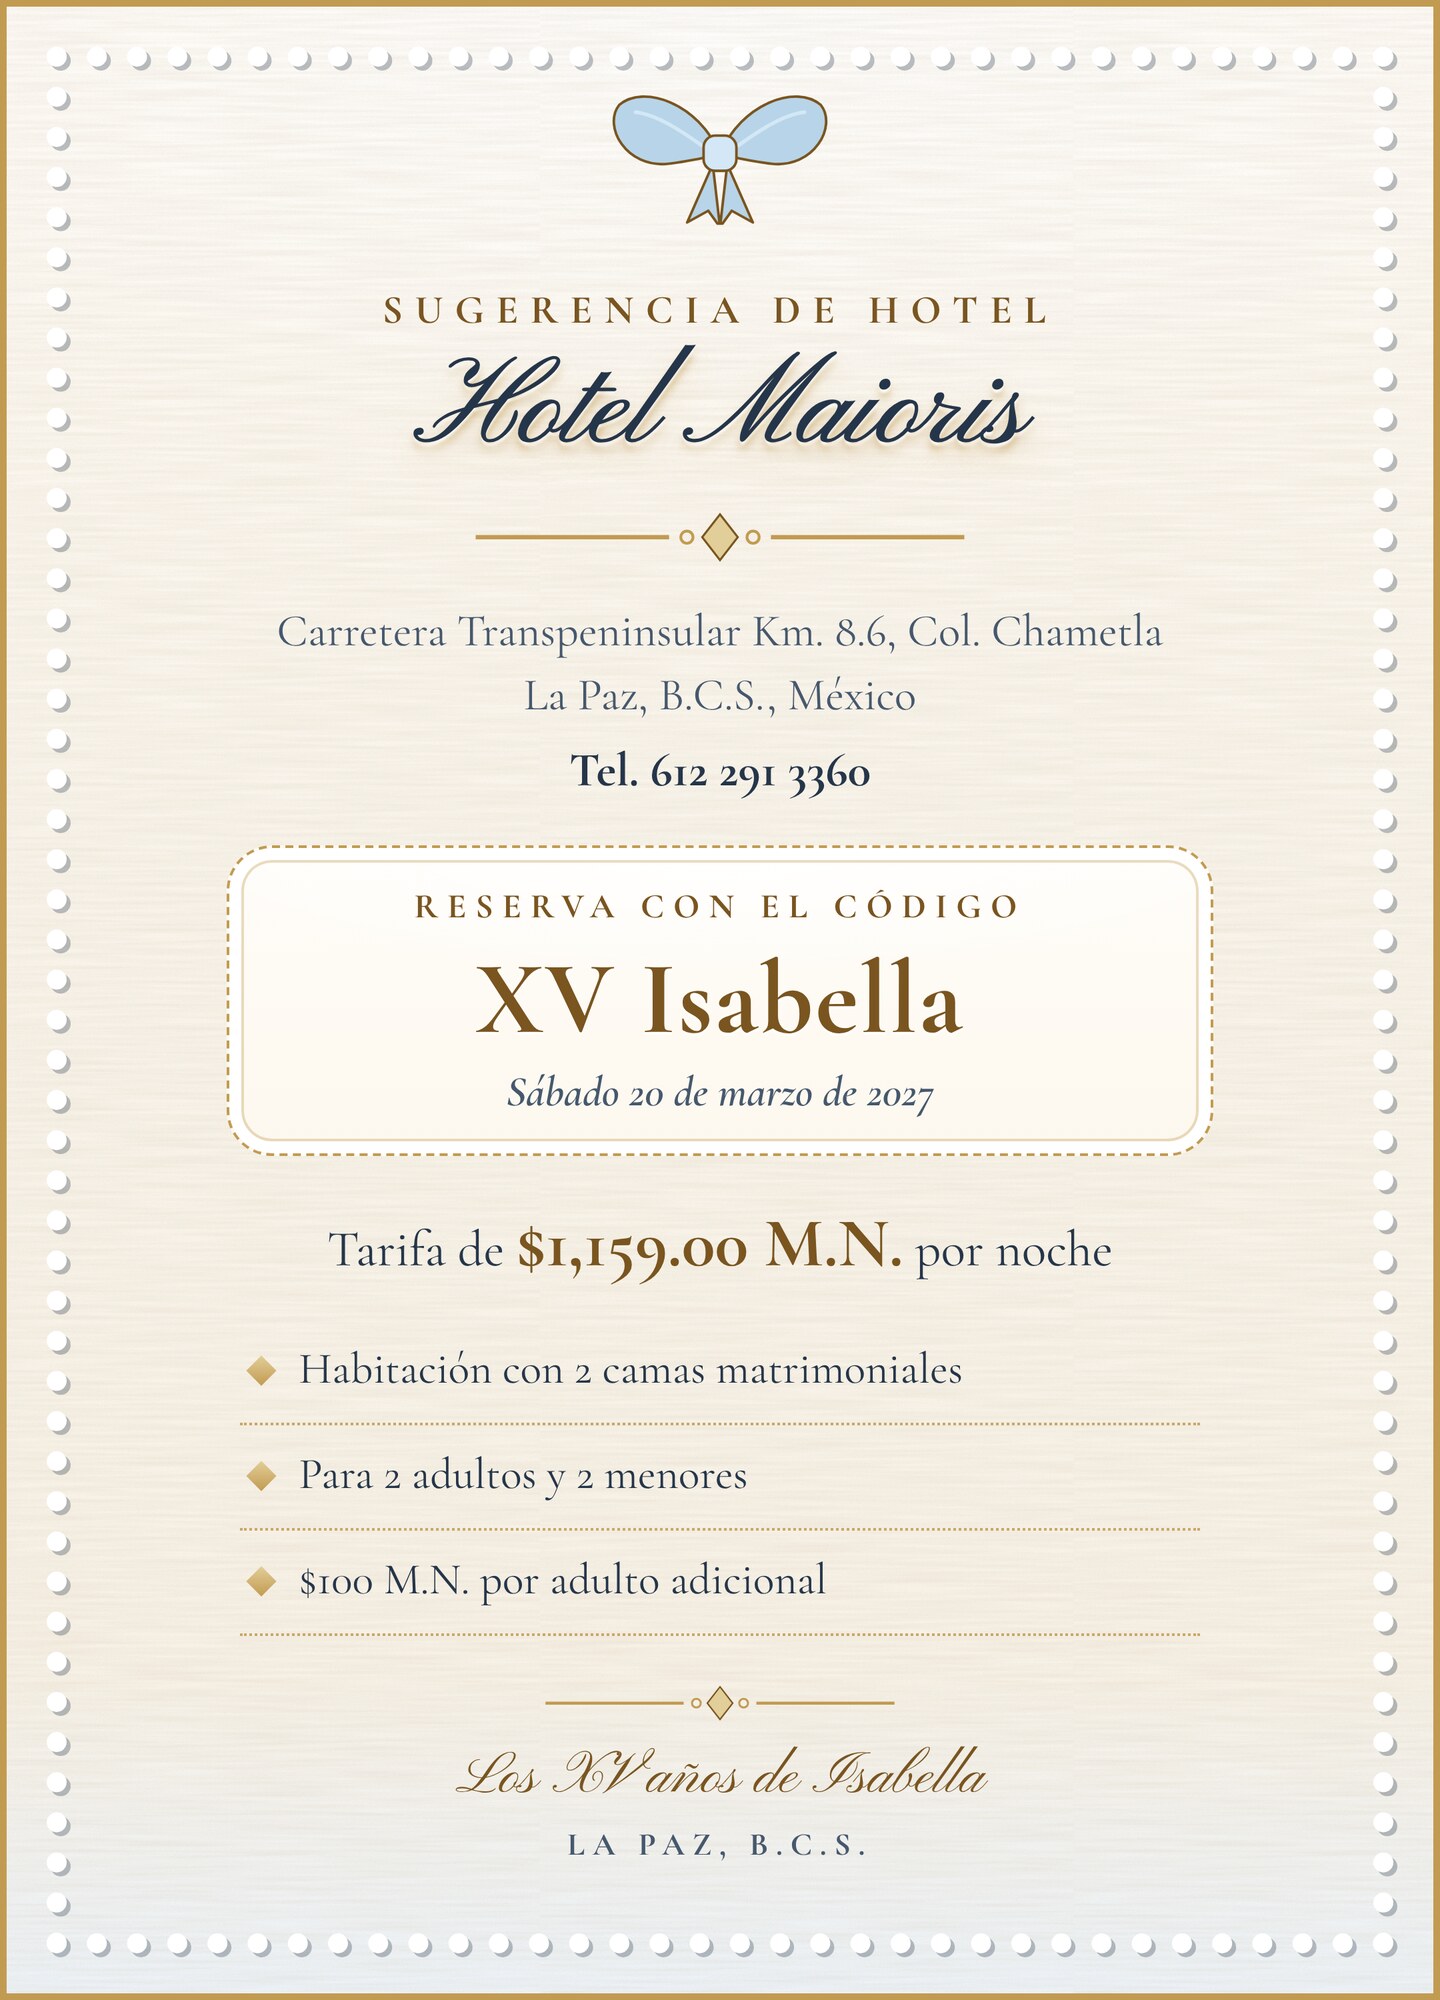 SUGERENCIA DE HOTEL
Hotel Maioris
Carretera Transpeninsular Km. 8.6, Col. Chametla
La Paz, B.C.S., México
Tel. 612 291 3360
RESERVA CON EL CÓDIGO
XV Isabella
Sábado 20 de marzo de 2027
Tarifa de $1,159.00 M.N. por noche
Habitación con 2 camas matrimoniales
Para 2 adultos y 2 menores
$100 M.N. por adulto adicional
Los XV años de Isabella
LA PAZ, B.C.S.